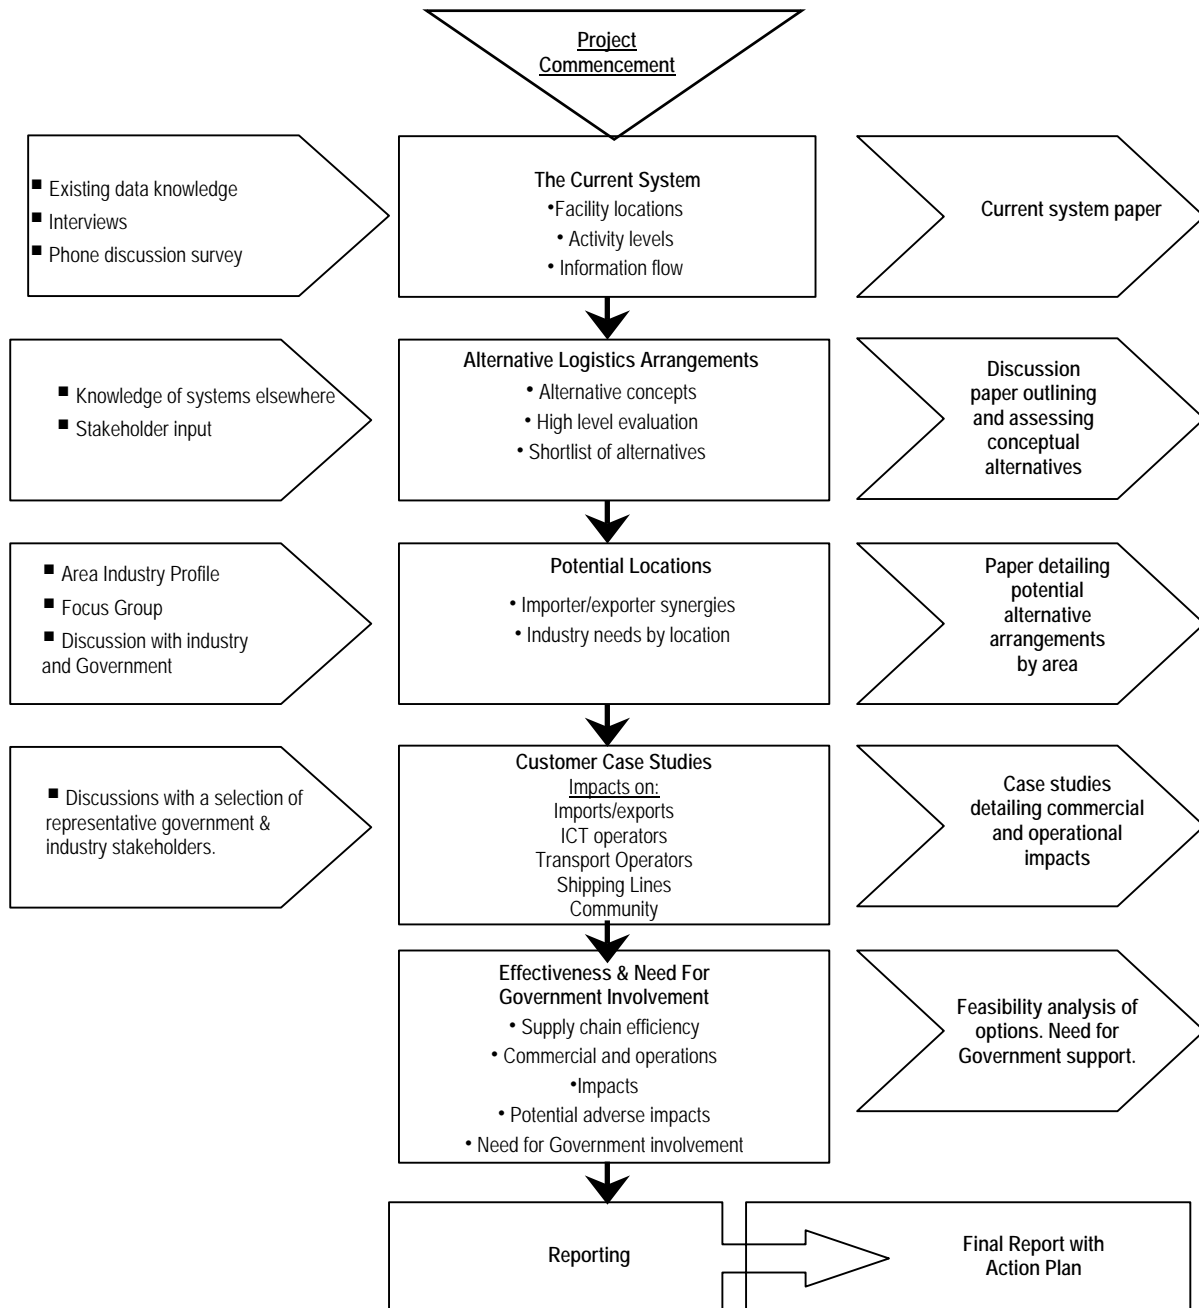 Project
Commencement
■ Existing data knowledge
■ Interviews
■ Phone discussion survey
The Current System
•Facility locations
• Activity levels
• Information flow
Current system paper
■ Knowledge of systems elsewhere
■ Stakeholder input
Alternative Logistics Arrangements
• Alternative concepts
• High level evaluation
• Shortlist of alternatives
Discussion
paper outlining
and assessing
conceptual
alternatives
■ Area Industry Profile
■ Focus Group
■ Discussion with industry
and Government
Potential Locations
• Importer/exporter synergies
• Industry needs by location
Paper detailing
potential
alternative
arrangements
by area
■ Discussions with a selection of
representative government &
industry stakeholders.
Customer Case Studies
Impacts on:
Imports/exports
ICT operators
Transport Operators
Shipping Lines
Community
Case studies
detailing commercial
and operational
impacts
Effectiveness & Need For
Government Involvement
• Supply chain efficiency
• Commercial and operations
•Impacts
• Potential adverse impacts
• Need for Government involvement
Feasibility analysis of
options. Need for
Government support.
Reporting
Final Report with
Action Plan